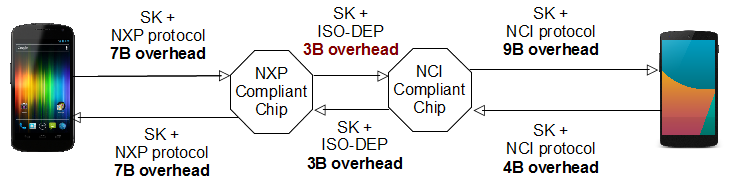 SK +
NXP protocol
7B overhead
SK +
ISO-DEP
3B overhead
SK +
NCI protocol
9B overhead
NXP
Compliant
Chip
NCI
Compliant
Chip
SK +
NXP protocol
7B overhead
SK +
ISO-DEP
3B overhead
SK +
NCI protocol
4B overhead